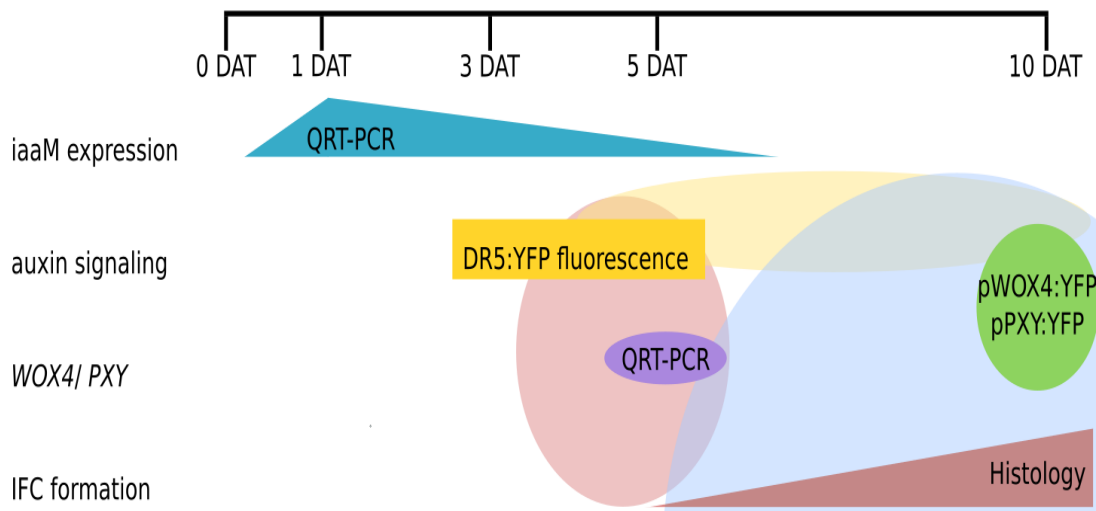 0 DAT 1 DAT 3 DAT 5 DAT 10 DAT
iaaM expression
QRT-PCR
auxin signaling
DR5:YFP fluorescence
pWOX4:YFP
pPXY:YFP
WOX4/ PXY
QRT-PCR
IFC formation
Histology